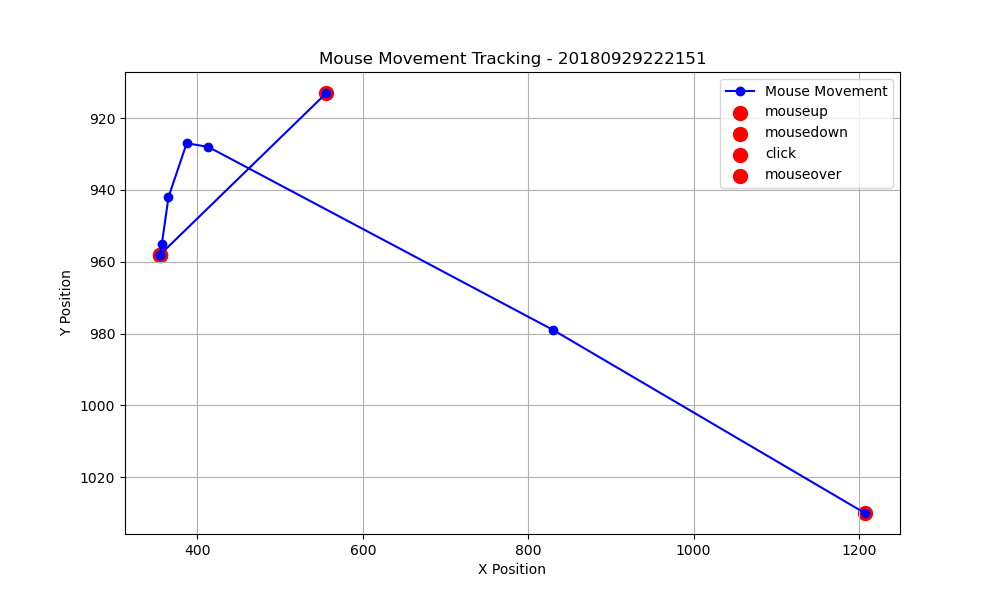 Mouse Movement Tracking - 20180929222151
Mouse Movement
mouseup
mousedown
click
mouseover
920
940
960
980
1000
1020
Y Position
400 600 800 1000 1200
X Position